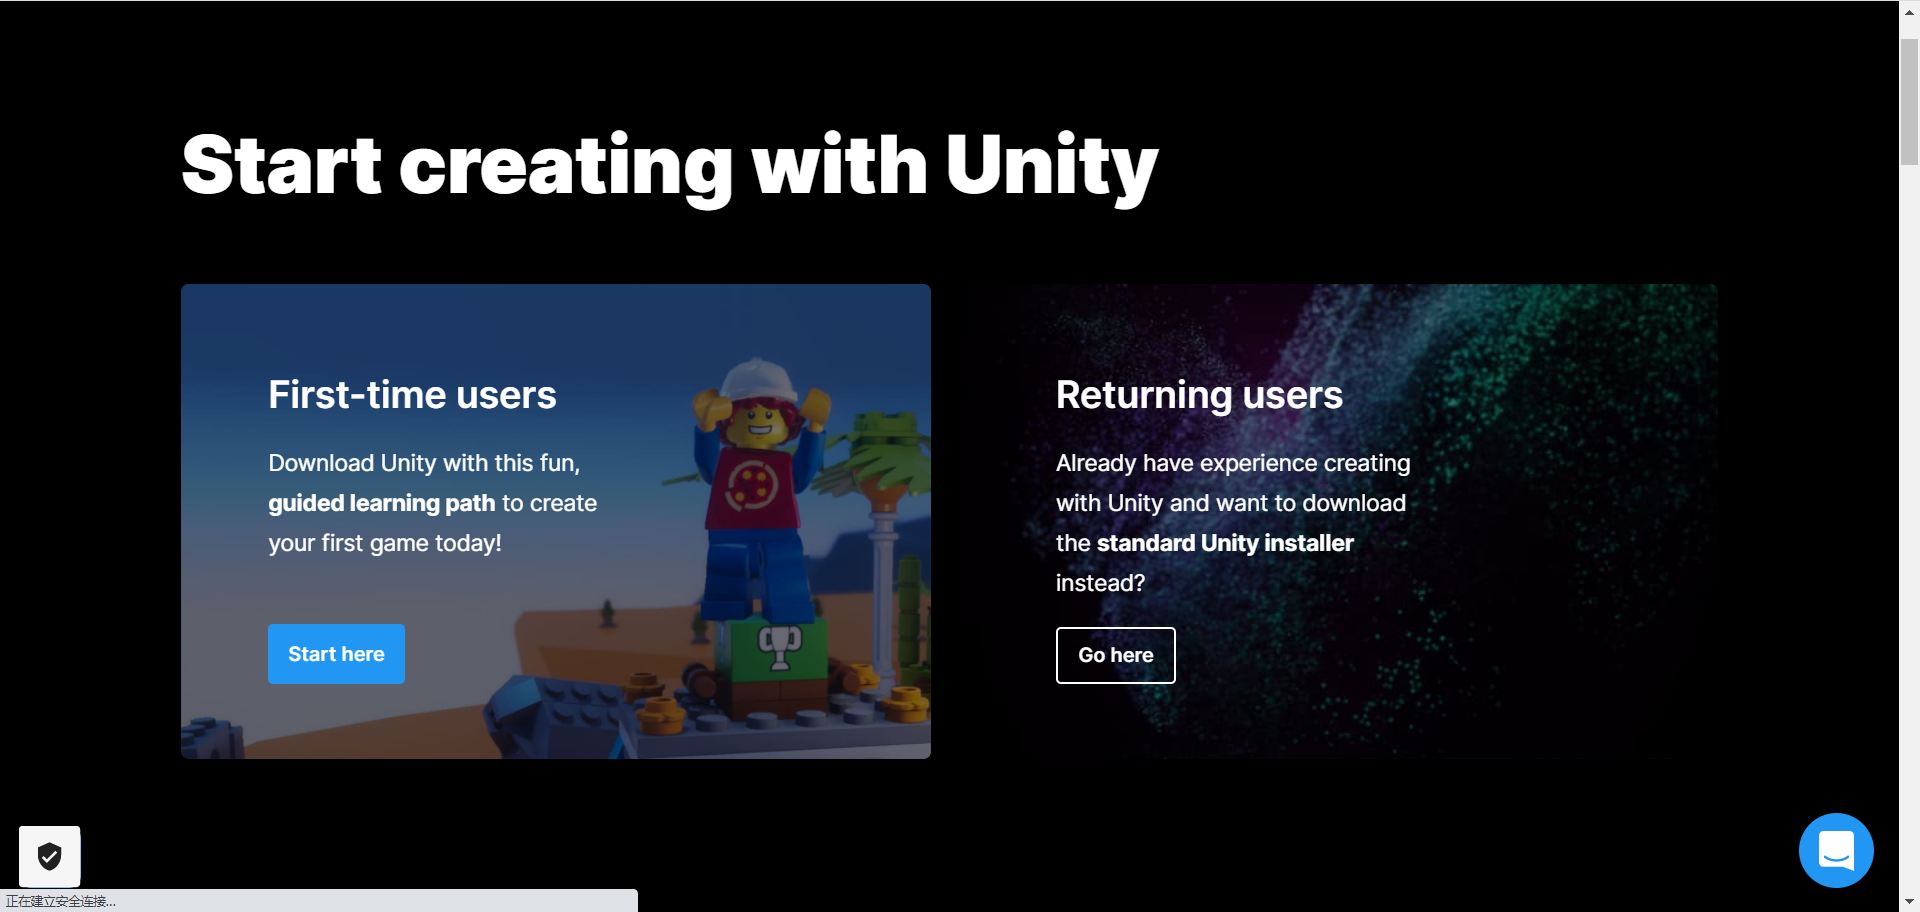 Start creating with Unity
First-time users
Download Unity with this fun,
guided learning path to create
your first game today!
Start here
Returning users
Already have experience creating
with Unity and want to download
the standard Unity installer
instead?
Go here
正在建立安全连接...